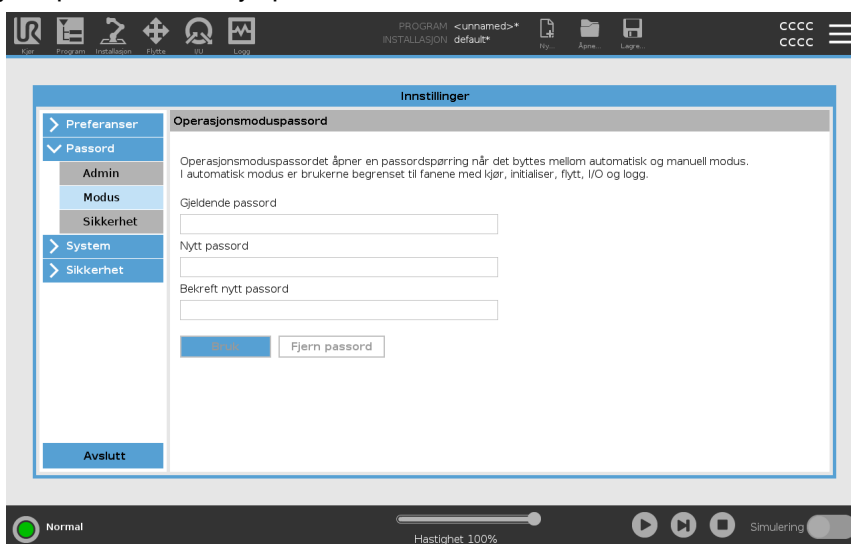 PROGRAM <unnamed>*
INSTALLASJON default*
CCCC
CCCC
Kjør Program Installasjon Flytte I/U Logg Ny... Åpne... Lagre...
Innstillinger
Preferanser
Passord
Admin
Modus
Sikkerhet
System
Sikkerhet
Avslutt
Operasjonsmoduspassord
Operasjonsmoduspassordet åpner en passordspørring når det byttes mellom automatisk og manuell modus.
I automatisk modus er brukerne begrenset til fanene med kjør, initialiser, flytt, I/O og logg.
Gjeldende passord
Nytt passord
Bekreft nytt passord
Bruk Fjern passord
Normal
Hastighet 100%
Simulering